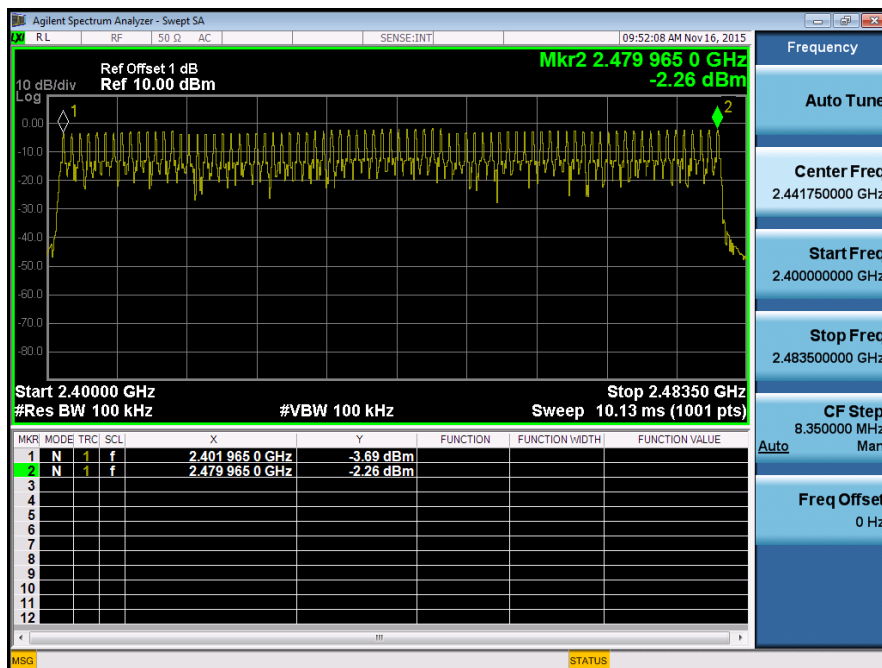 Agilent Spectrum Analyzer - Swept SA
LXI RL RF 50 Ω AC SENSE:INT 09:52:08 AM Nov 16, 2015
Mkr2 2.479 965 0 GHz
-2.26 dBm
Ref Offset 1 dB
Ref 10.00 dBm
10 dB/div
Log
1
2
0.00
-10.0
-20.0
-30.0
-40.0
-50.0
-60.0
-70.0
-80.0
Start 2.40000 GHz Stop 2.48350 GHz
#Res BW 100 kHz #VBW 100 kHz Sweep 10.13 ms (1001 pts)
MKR MODE TRC SCL X Y FUNCTION FUNCTION WIDTH FUNCTION VALUE
1 N 1 f 2.401 965 0 GHz -3.69 dBm
2 N 1 f 2.479 965 0 GHz -2.26 dBm
3
4
5
6
7
8
9
10
11
12
MSG STATUS
Frequency
Auto Tune
Center Freq
2.441750000 GHz
Start Freq
2.400000000 GHz
Stop Freq
2.483500000 GHz
CF Step
8.350000 MHz
Auto Man
Freq Offset
0 Hz